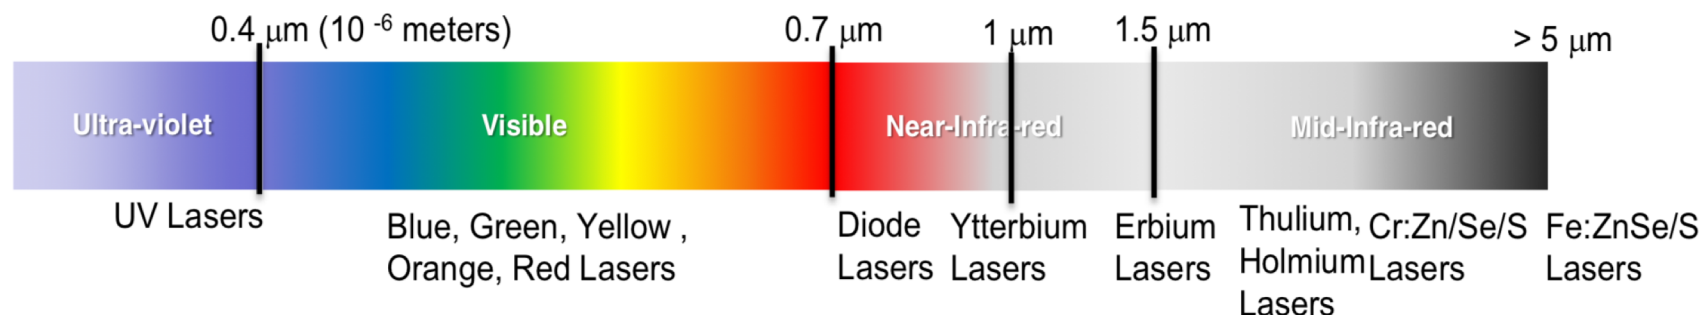 0.4 μm (10 -6 meters)
0.7 μm
1 μm
1.5 μm
> 5 μm
Ultra-violet
Visible
Near-Infra-red
Mid-Infra-red
UV Lasers
Blue, Green, Yellow ,
Orange, Red Lasers
Diode
Lasers
Ytterbium
Lasers
Erbium
Lasers
Thulium,
Holmium
Lasers
Cr:Zn/Se/S
Lasers
Fe:ZnSe/S
Lasers